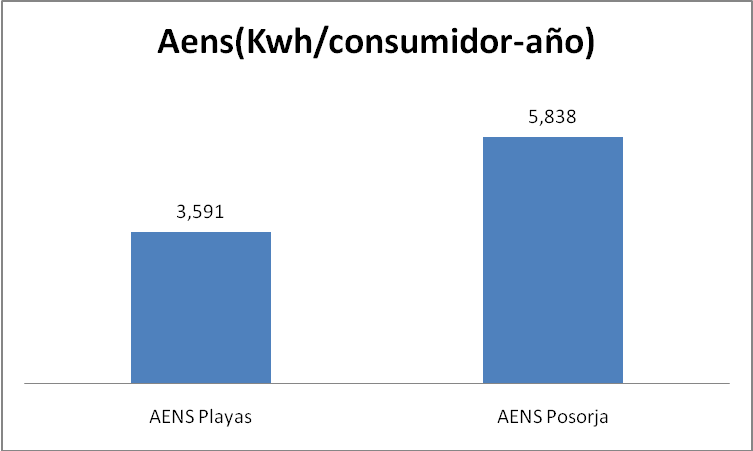 Aens(Kwh/consumidor-año)
5,838
3,591
AENS Playas
AENS Posorja